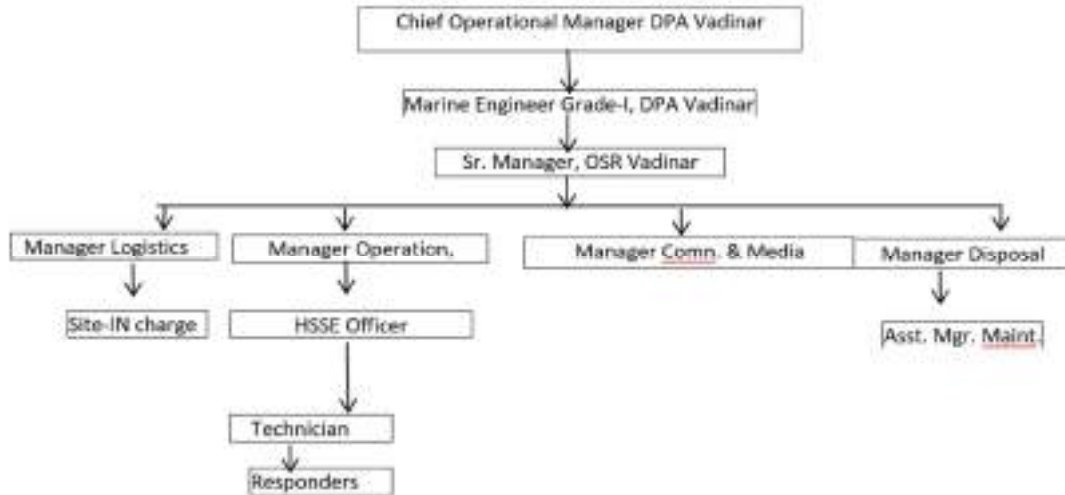 Chief Operational Manager DPA Vadinar
Marine Engineer Grade-I, DPA Vadinar
Sr. Manager, OSR Vadinar
Manager Logistics
Manager Operation.
Manager Comn. & Media
Manager Disposal
Site-IN charge
HSSE Officer
Asst. Mgr. Maint.
Technician
Responders